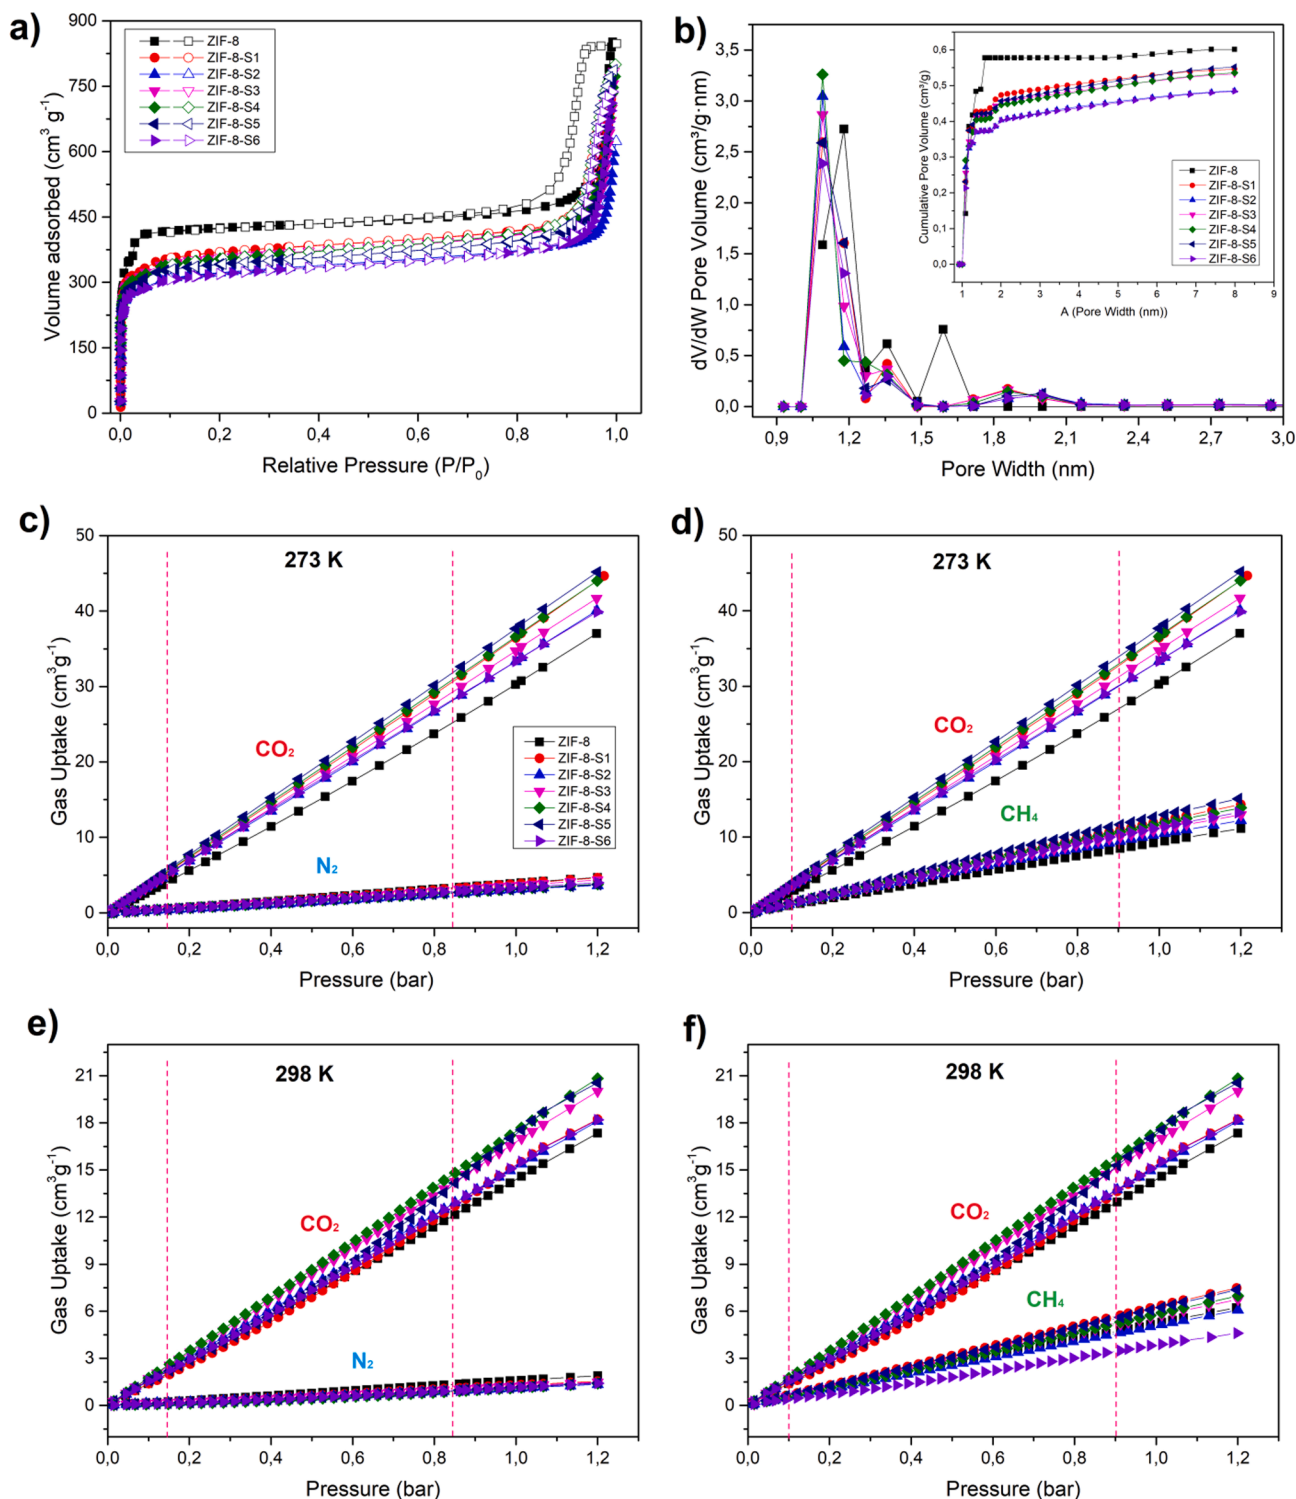 a)
900
750
600
450
300
150
0
Volume adsorbed (cm³ g⁻¹)
ZIF-8
ZIF-8-S1
ZIF-8-S2
ZIF-8-S3
ZIF-8-S4
ZIF-8-S5
ZIF-8-S6
0,0 0,2 0,4 0,6 0,8 1,0
Relative Pressure (P/P₀)
b)
3,5
3,0
2,5
2,0
1,5
1,0
0,5
0,0
dV/dW Pore Volume (cm³/g·nm)
0,9 1,2 1,5 1,8 2,1 2,4 2,7 3,0
Pore Width (nm)
0,6
0,5
0,4
0,3
0,2
0,1
0,0
Cumulative Pore Volume (cm³/g)
ZIF-8
ZIF-8-S1
ZIF-8-S2
ZIF-8-S3
ZIF-8-S4
ZIF-8-S5
ZIF-8-S6
1 2 3 4 5 6 7 8 9
A (Pore Width (nm))
c)
50
40
30
20
10
0
Gas Uptake (cm³g⁻¹)
273 K
CO₂
N₂
ZIF-8
ZIF-8-S1
ZIF-8-S2
ZIF-8-S3
ZIF-8-S4
ZIF-8-S5
ZIF-8-S6
0,0 0,2 0,4 0,6 0,8 1,0 1,2
Pressure (bar)
d)
50
40
30
20
10
0
Gas Uptake (cm³g⁻¹)
273 K
CO₂
CH₄
0,0 0,2 0,4 0,6 0,8 1,0 1,2
Pressure (bar)
e)
21
18
15
12
9
6
3
0
Gas Uptake (cm³g⁻¹)
298 K
CO₂
N₂
0,0 0,2 0,4 0,6 0,8 1,0 1,2
Pressure (bar)
f)
21
18
15
12
9
6
3
0
Gas Uptake (cm³g⁻¹)
298 K
CO₂
CH₄
0,0 0,2 0,4 0,6 0,8 1,0 1,2
Pressure (bar)